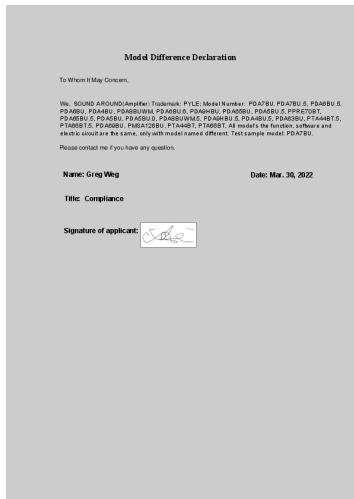 Model Difference Declaration
To Whom It May Concern,
We, SOUND AROUND(Amplifier) Trademark: PYLE; Model Number: PDA7BU. PDA7BU.5, PDA6BU.5,
PDA6BU, PDA4BU, PDA8BUWM, PDA6BU.6, PDA9HBU, PDA65BU, PDA5BU.5, PPRE70BT,
PDA65BU.5, PDA5BU, PDA5BU.0, PDA8BUWM.5, PDA9HBU.5, PDA4BU.5, PDA63BU, PTA44BT.5,
PTA66BT.5, PDA69BU, PMSA126BU, PTA44BT, PTA66BT, All model's the function, software and
electric circuit are the same, only with model named different. Test sample model: PDA7BU.
Please contact me if you have any question.
Name: Greg Weg
Date: Mar. 30, 2022
Title: Compliance
Signature of applicant: